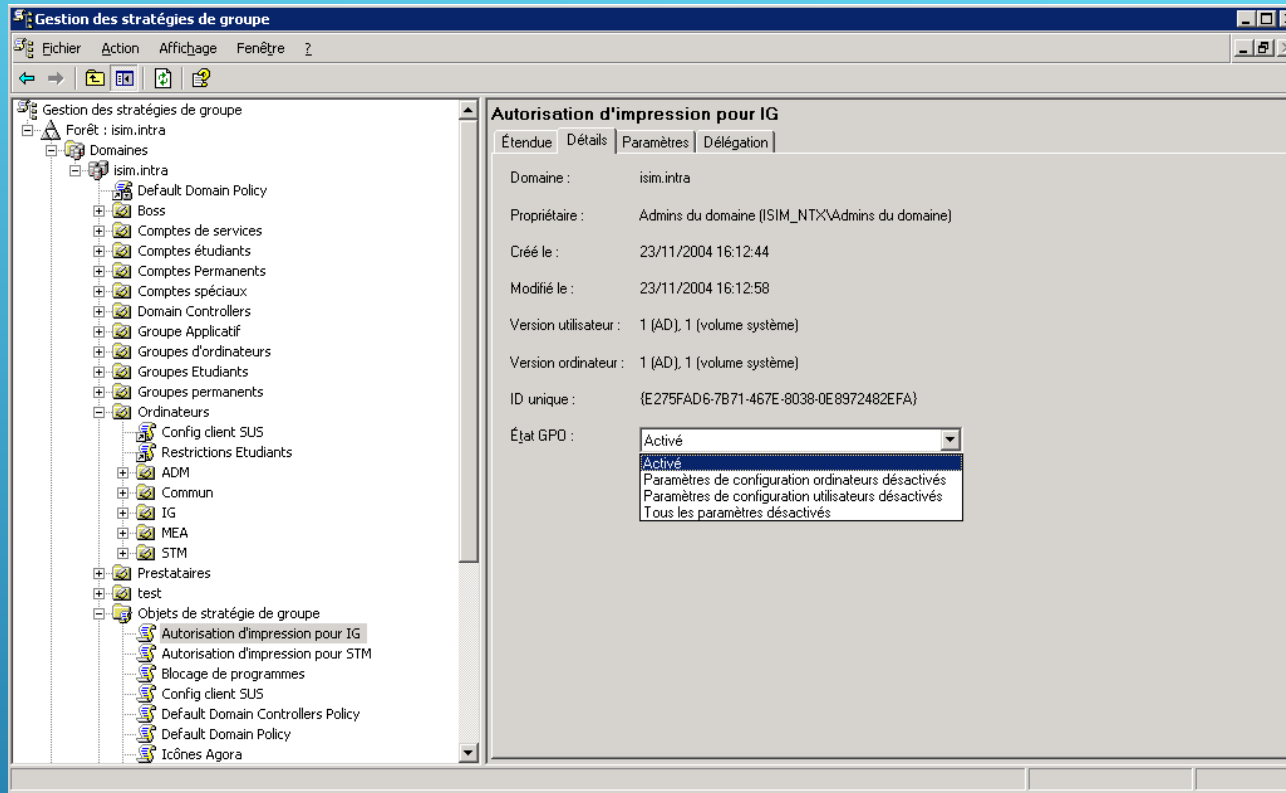 Gestion des stratégies de groupe
Fichier Action Affichage Fenêtre ?
Gestion des stratégies de groupe
Forêt : isim.intra
Domaines
isim.intra
Default Domain Policy
Boss
Comptes de services
Comptes étudiants
Comptes Permanents
Comptes spéciaux
Domain Controllers
Groupe Applicatif
Groupes d'ordinateurs
Groupes Etudiants
Groupes permanents
Ordinateurs
Config client SUS
Restrictions Etudiants
ADM
Commun
IG
MEA
STM
Prestataires
test
Objets de stratégie de groupe
Autorisation d'impression pour IG
Autorisation d'impression pour STM
Blocage de programmes
Config client SUS
Default Domain Controllers Policy
Default Domain Policy
Icônes Agora
Autorisation d'impression pour IG
Étendue Détails Paramètres Délégation
Domaine : isim.intra
Propriétaire : Admins du domaine (ISIM_NTX\Admins du domaine)
Créé le : 23/11/2004 16:12:44
Modifié le : 23/11/2004 16:12:58
Version utilisateur : 1 (AD), 1 (volume système)
Version ordinateur : 1 (AD), 1 (volume système)
ID unique : {E275FAD6-7B71-467E-8038-0E8972482EFA}
État GPO : Activé
Activé
Paramètres de configuration ordinateurs désactivés
Paramètres de configuration utilisateurs désactivés
Tous les paramètres désactivés